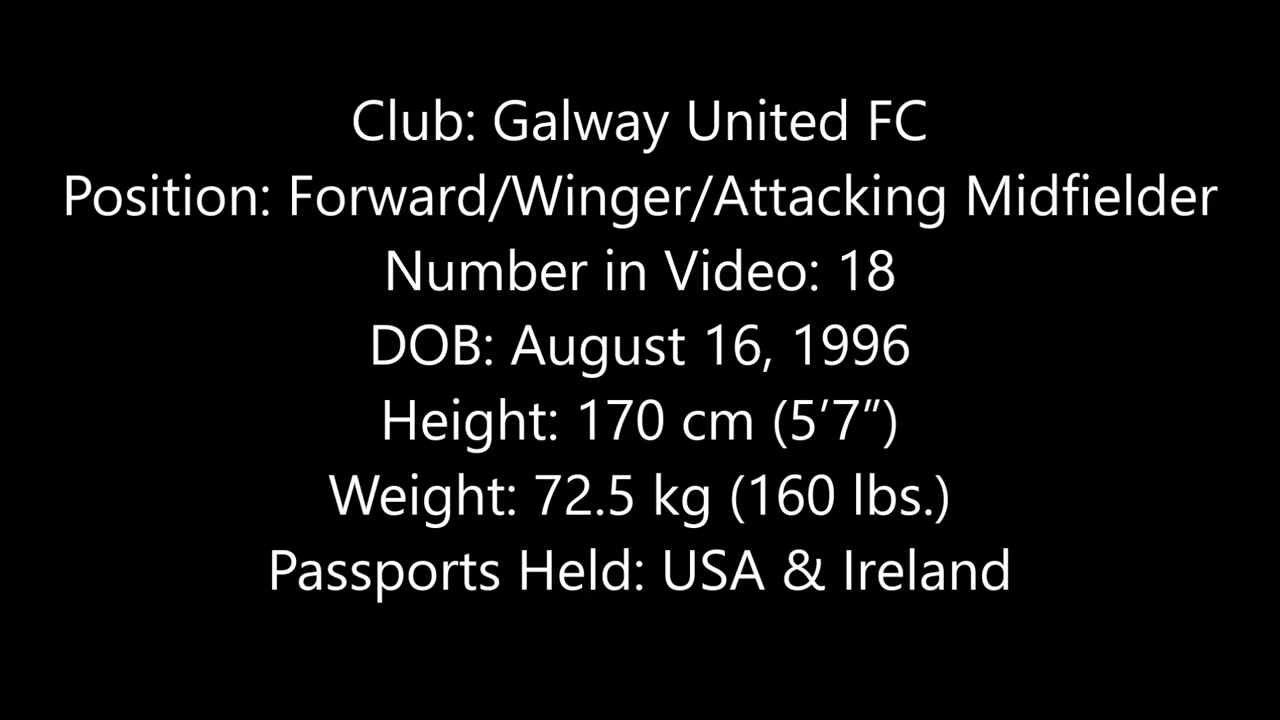 Club: Galway United FC
Position: Forward/Winger/Attacking Midfielder
Number in Video: 18
DOB: August 16, 1996
Height: 170 cm (5’7”)
Weight: 72.5 kg (160 lbs.)
Passports Held: USA & Ireland